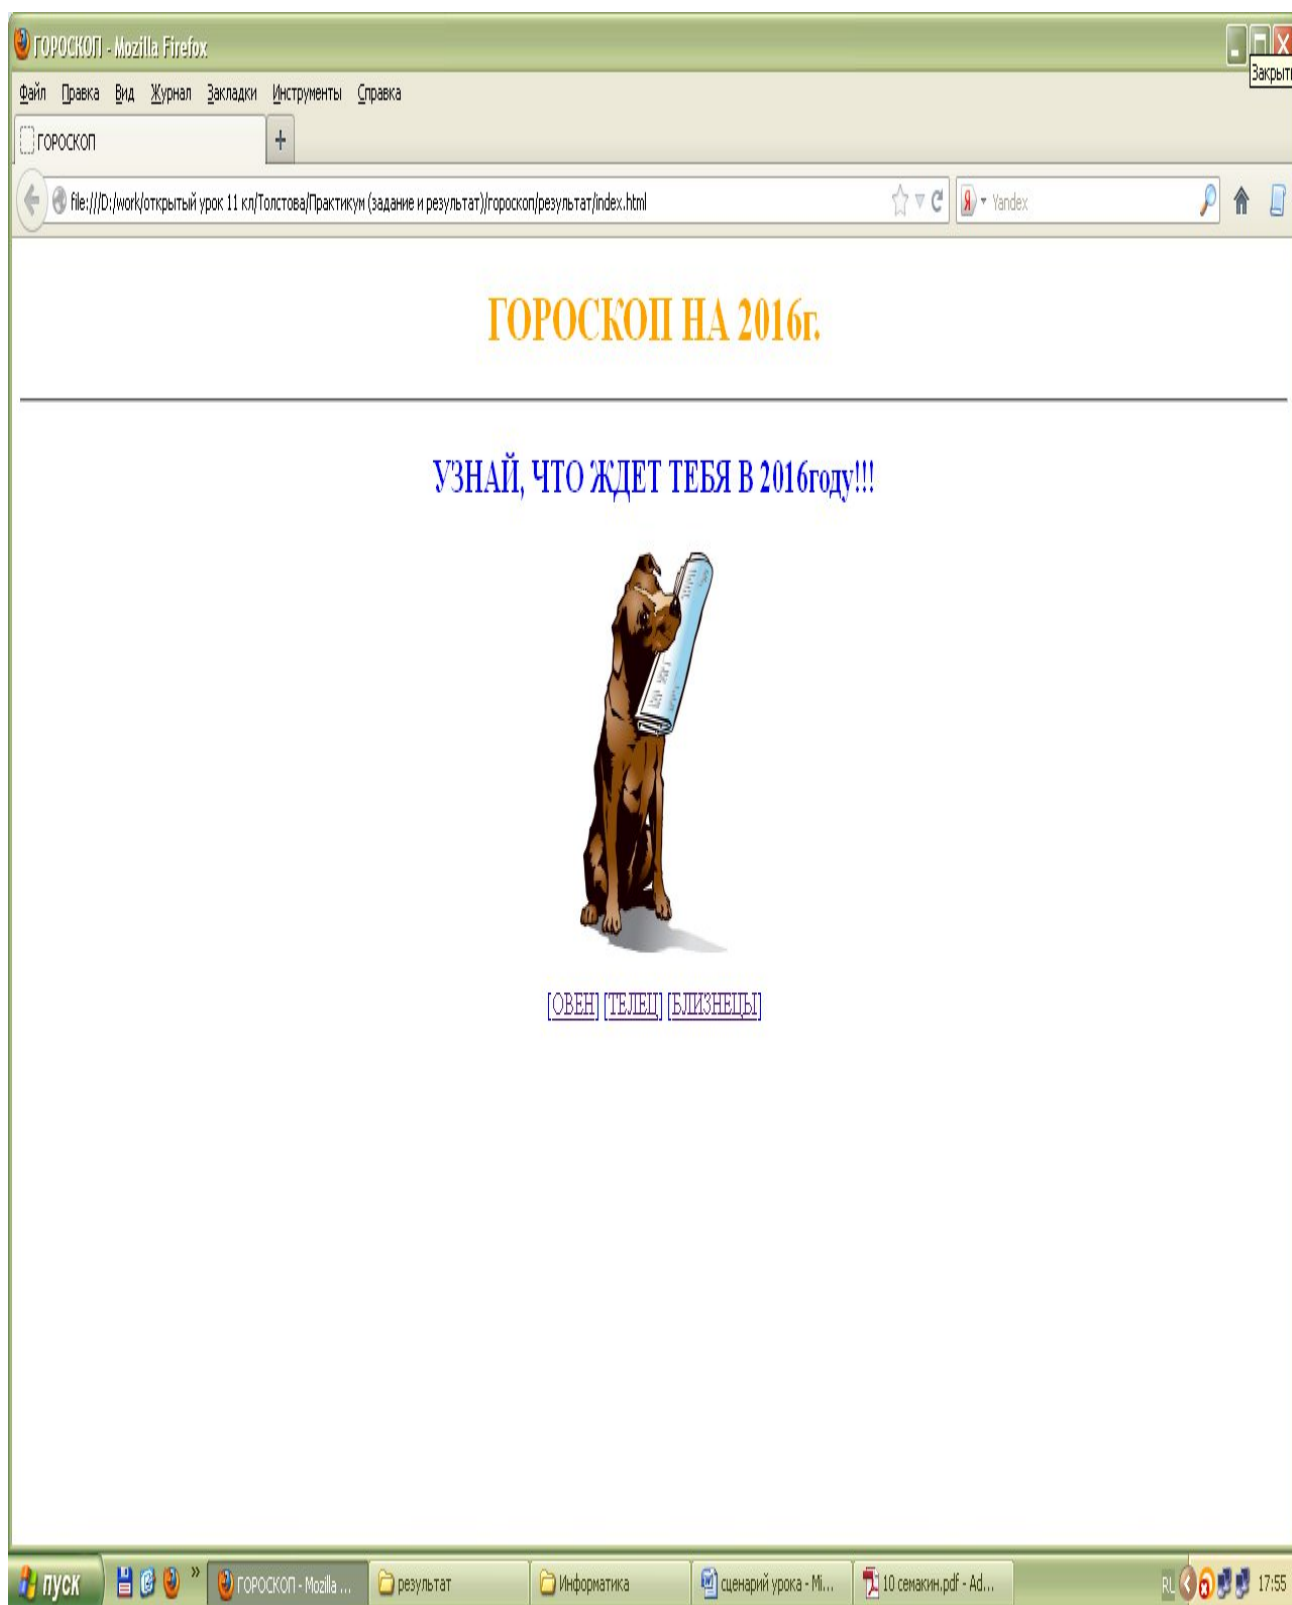 ГОРОСКОП - Mozilla Firefox
Закрыть
Файл Правка Вид Журнал Закладки Инструменты Справка
ГОРОСКОП +
file:///D:/work/открытый урок 11 кл/Толстова/Практикум (задание и результат)/гороскоп/результат/index.html Я Yandex
ГОРОСКОП НА 2016г.
УЗНАЙ, ЧТО ЖДЕТ ТЕБЯ В 2016году!!!
[ОВЕН] [ТЕЛЕЦ] [БЛИЗНЕЦЫ]
пуск » ГОРОСКОП - Mozilla ... результат Информатика сценарий урока - Mi... 10 семакин.pdf - Ad... RL 17:55